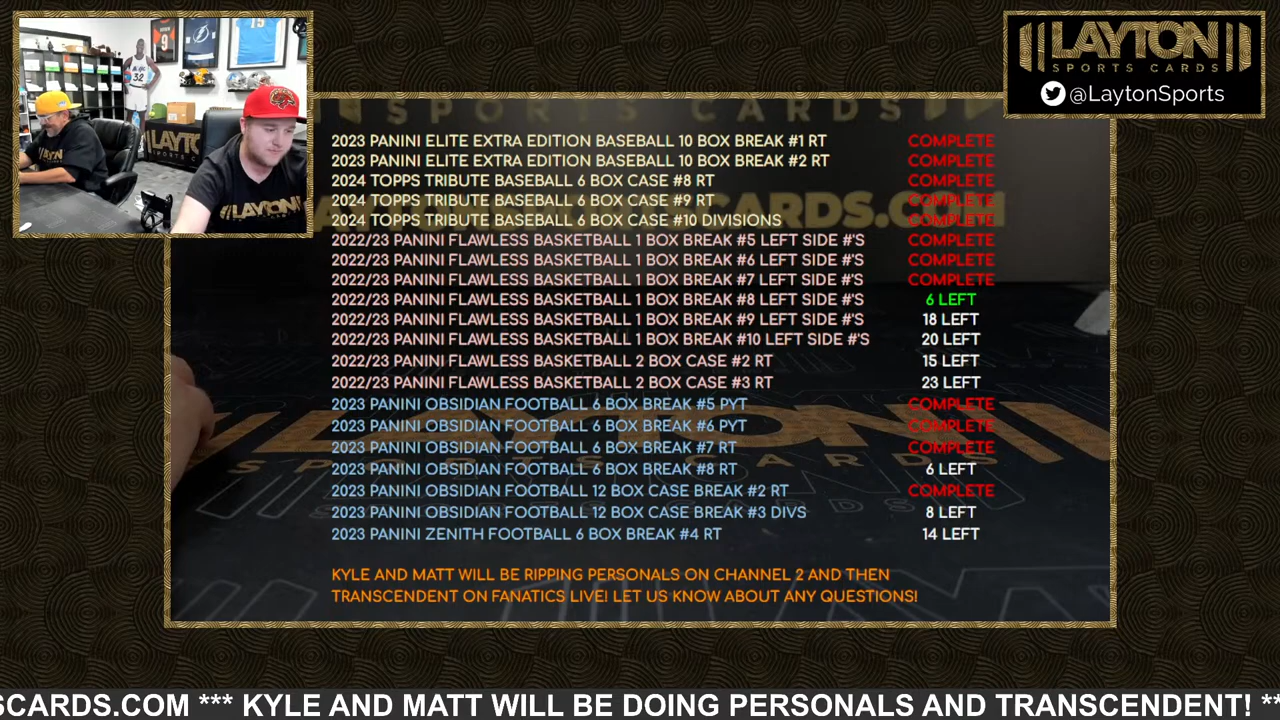 LAYTON
SPORTS CARDS
@LaytonSports
SPORTS CARDS
2023 PANINI ELITE EXTRA EDITION BASEBALL 10 BOX BREAK #1 RT COMPLETE
2023 PANINI ELITE EXTRA EDITION BASEBALL 10 BOX BREAK #2 RT COMPLETE
2024 TOPPS TRIBUTE BASEBALL 6 BOX CASE #8 RT COMPLETE
2024 TOPPS TRIBUTE BASEBALL 6 BOX CASE #9 RT COMPLETE
2024 TOPPS TRIBUTE BASEBALL 6 BOX CASE #10 DIVISIONS COMPLETE
2022/23 PANINI FLAWLESS BASKETBALL 1 BOX BREAK #5 LEFT SIDE #'S COMPLETE
2022/23 PANINI FLAWLESS BASKETBALL 1 BOX BREAK #6 LEFT SIDE #'S COMPLETE
2022/23 PANINI FLAWLESS BASKETBALL 1 BOX BREAK #7 LEFT SIDE #'S COMPLETE
2022/23 PANINI FLAWLESS BASKETBALL 1 BOX BREAK #8 LEFT SIDE #'S 6 LEFT
2022/23 PANINI FLAWLESS BASKETBALL 1 BOX BREAK #9 LEFT SIDE #'S 18 LEFT
2022/23 PANINI FLAWLESS BASKETBALL 1 BOX BREAK #10 LEFT SIDE #'S 20 LEFT
2022/23 PANINI FLAWLESS BASKETBALL 2 BOX CASE #2 RT 15 LEFT
2022/23 PANINI FLAWLESS BASKETBALL 2 BOX CASE #3 RT 23 LEFT
2023 PANINI OBSIDIAN FOOTBALL 6 BOX BREAK #5 PYT COMPLETE
2023 PANINI OBSIDIAN FOOTBALL 6 BOX BREAK #6 PYT COMPLETE
2023 PANINI OBSIDIAN FOOTBALL 6 BOX BREAK #7 RT COMPLETE
2023 PANINI OBSIDIAN FOOTBALL 6 BOX BREAK #8 RT 6 LEFT
2023 PANINI OBSIDIAN FOOTBALL 12 BOX CASE BREAK #2 RT COMPLETE
2023 PANINI OBSIDIAN FOOTBALL 12 BOX CASE BREAK #3 DIVS 8 LEFT
2023 PANINI ZENITH FOOTBALL 6 BOX BREAK #4 RT 14 LEFT
KYLE AND MATT WILL BE RIPPING PERSONALS ON CHANNEL 2 AND THEN
TRANSCENDENT ON FANATICS LIVE! LET US KNOW ABOUT ANY QUESTIONS!
SCARDS.COM *** KYLE AND MATT WILL BE DOING PERSONALS AND TRANSCENDENT! **
9
15
32
LAYTON
LAYTON